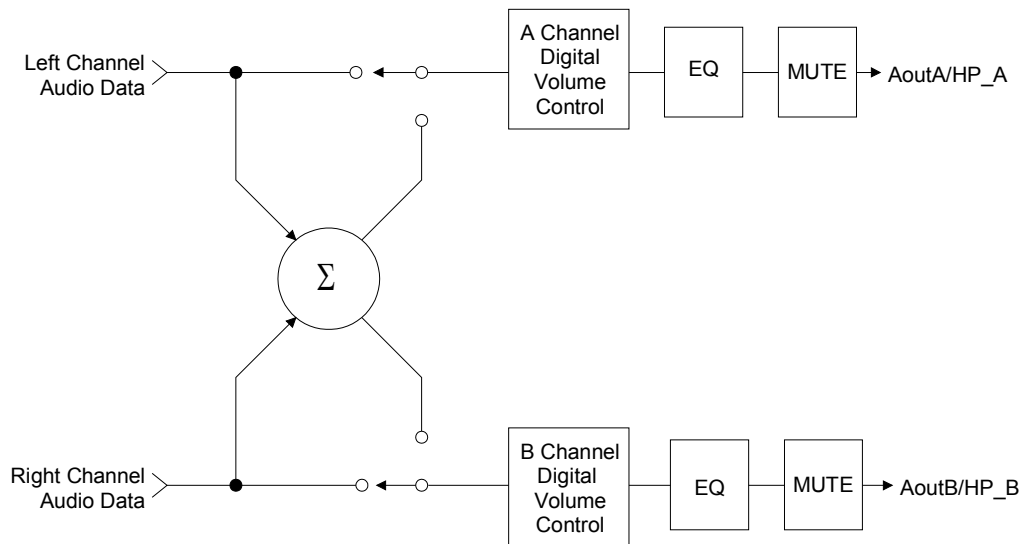 Left Channel
Audio Data
A Channel
Digital
Volume
Control
EQ
MUTE
AoutA/HP_A
Σ
Right Channel
Audio Data
B Channel
Digital
Volume
Control
EQ
MUTE
AoutB/HP_B